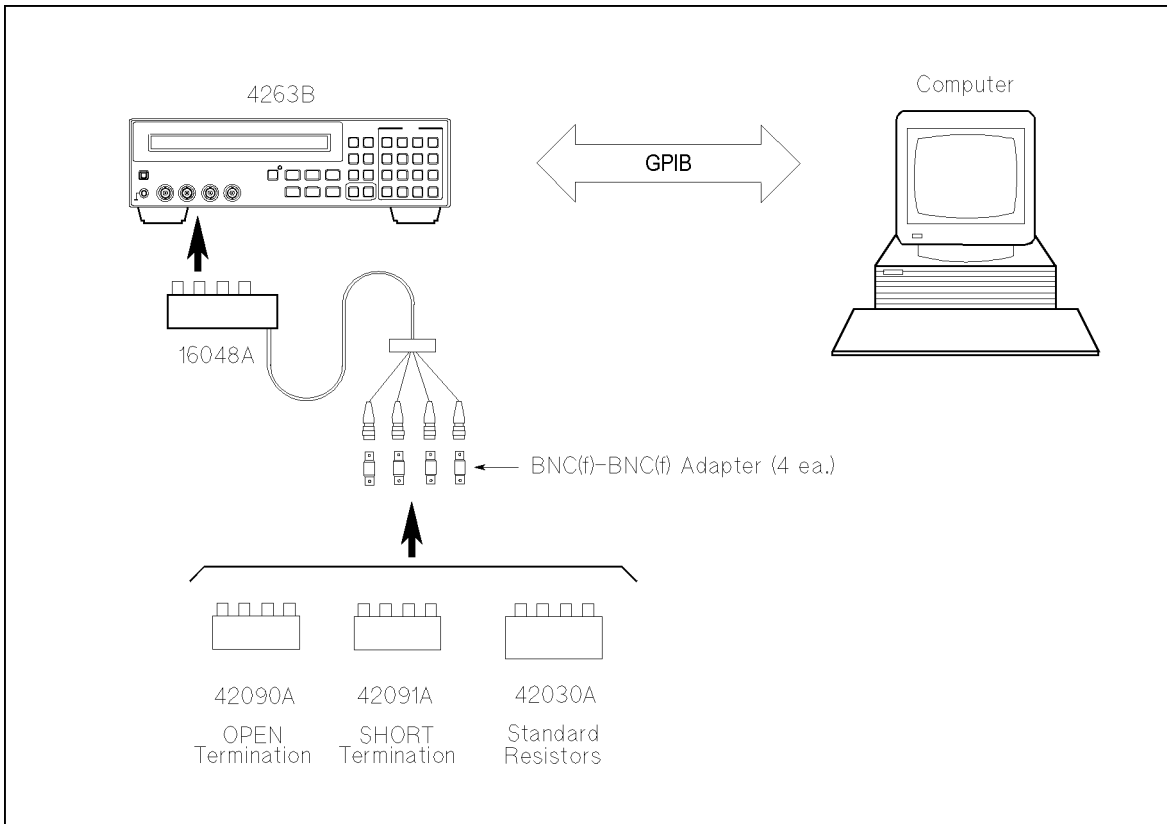 4263B
Computer
GPIB
16048A
BNC(f)-BNC(f) Adapter (4 ea.)
42090A
OPEN
Termination
42091A
SHORT
Termination
42030A
Standard
Resistors